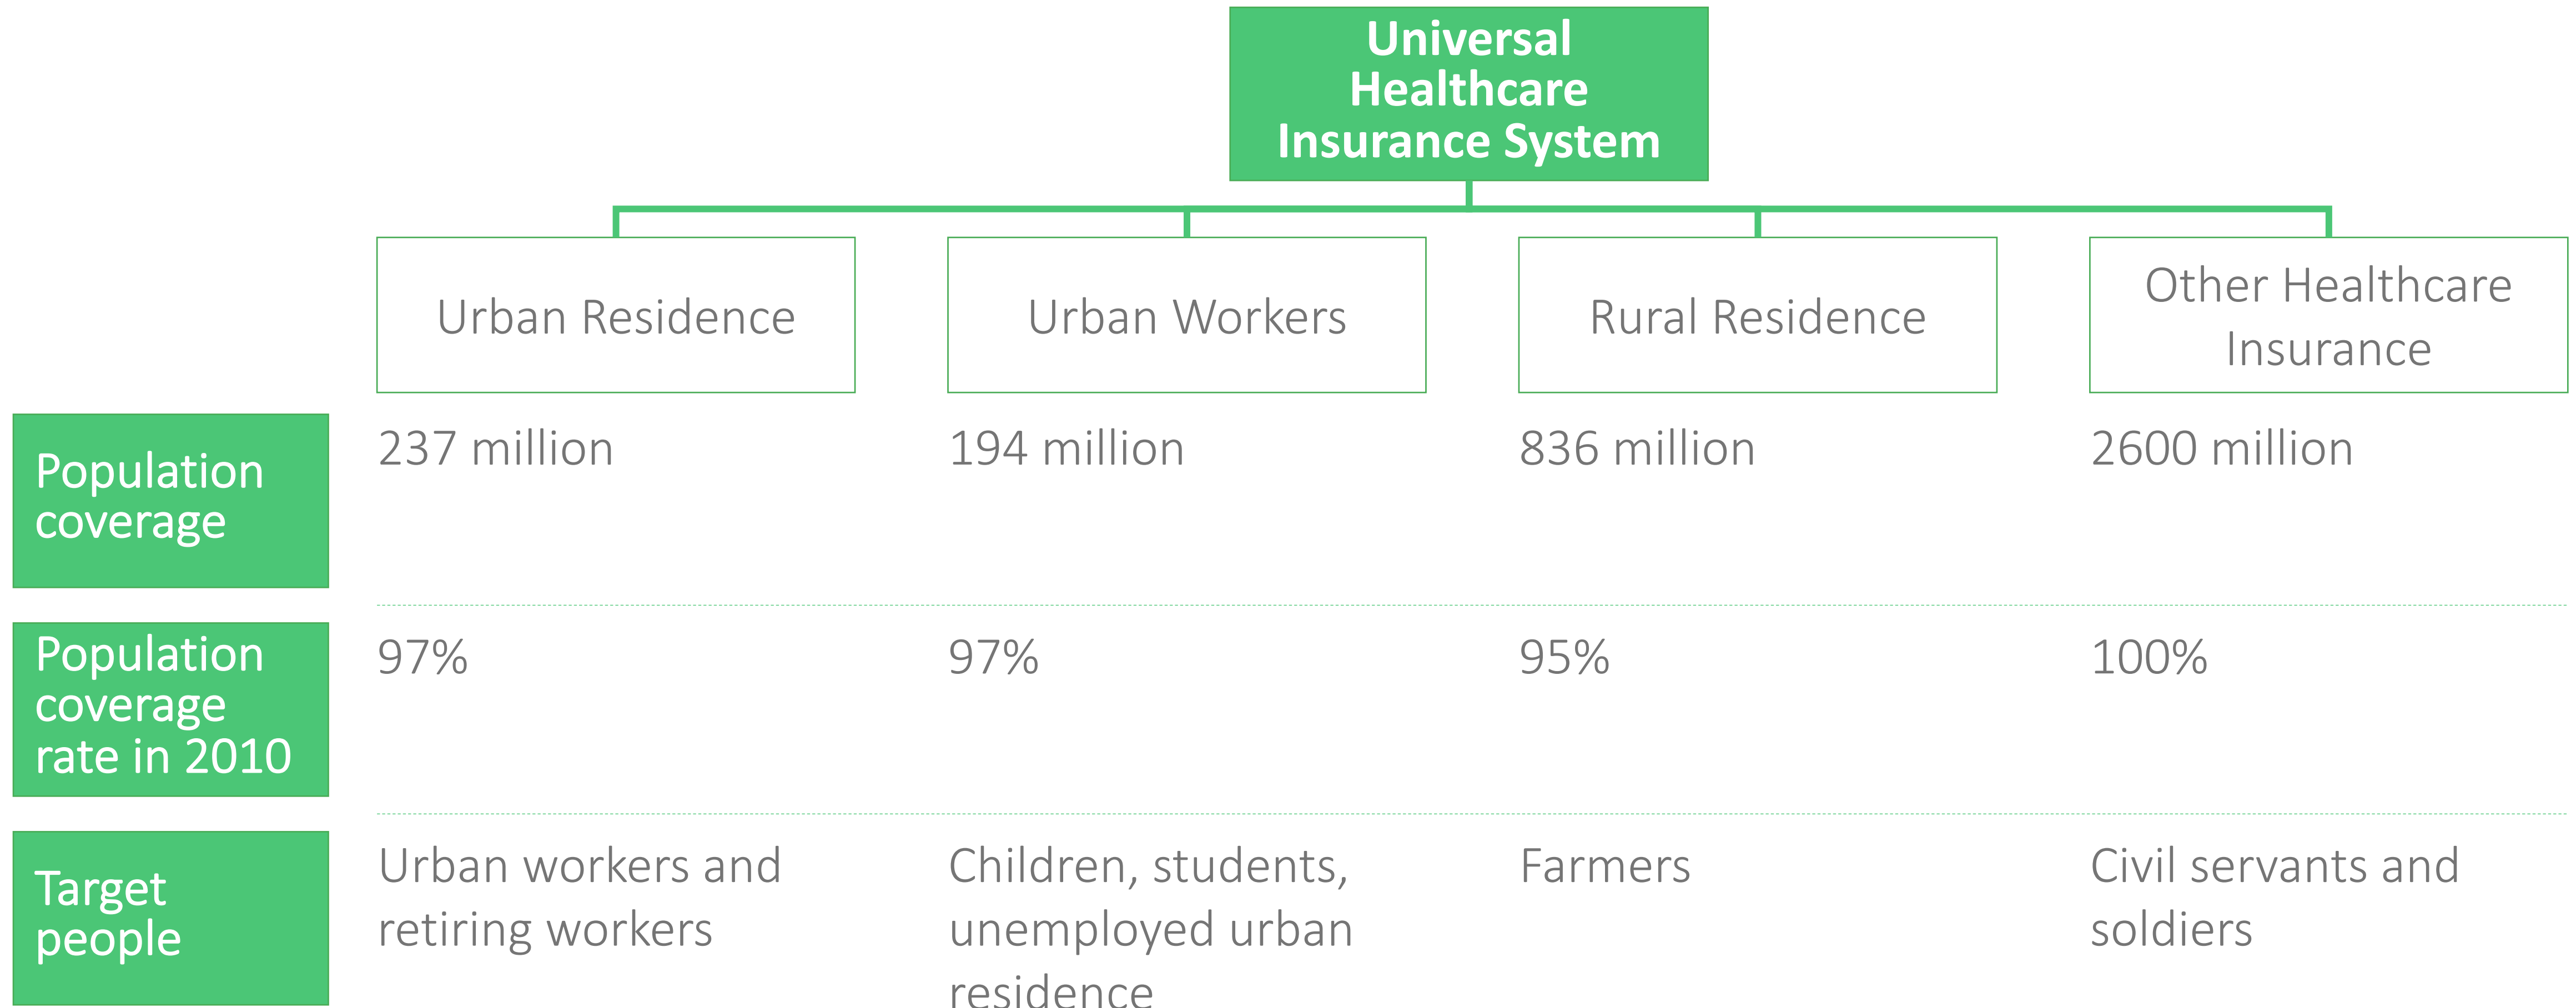 Universal
Healthcare
Insurance System
Urban Residence
Urban Workers
Rural Residence
Other Healthcare
Insurance
Population
coverage
237 million
194 million
836 million
2600 million
Population
coverage
rate in 2010
97%
97%
95%
100%
Target
people
Urban workers and
retiring workers
Children, students,
unemployed urban
residence
Farmers
Civil servants and
soldiers